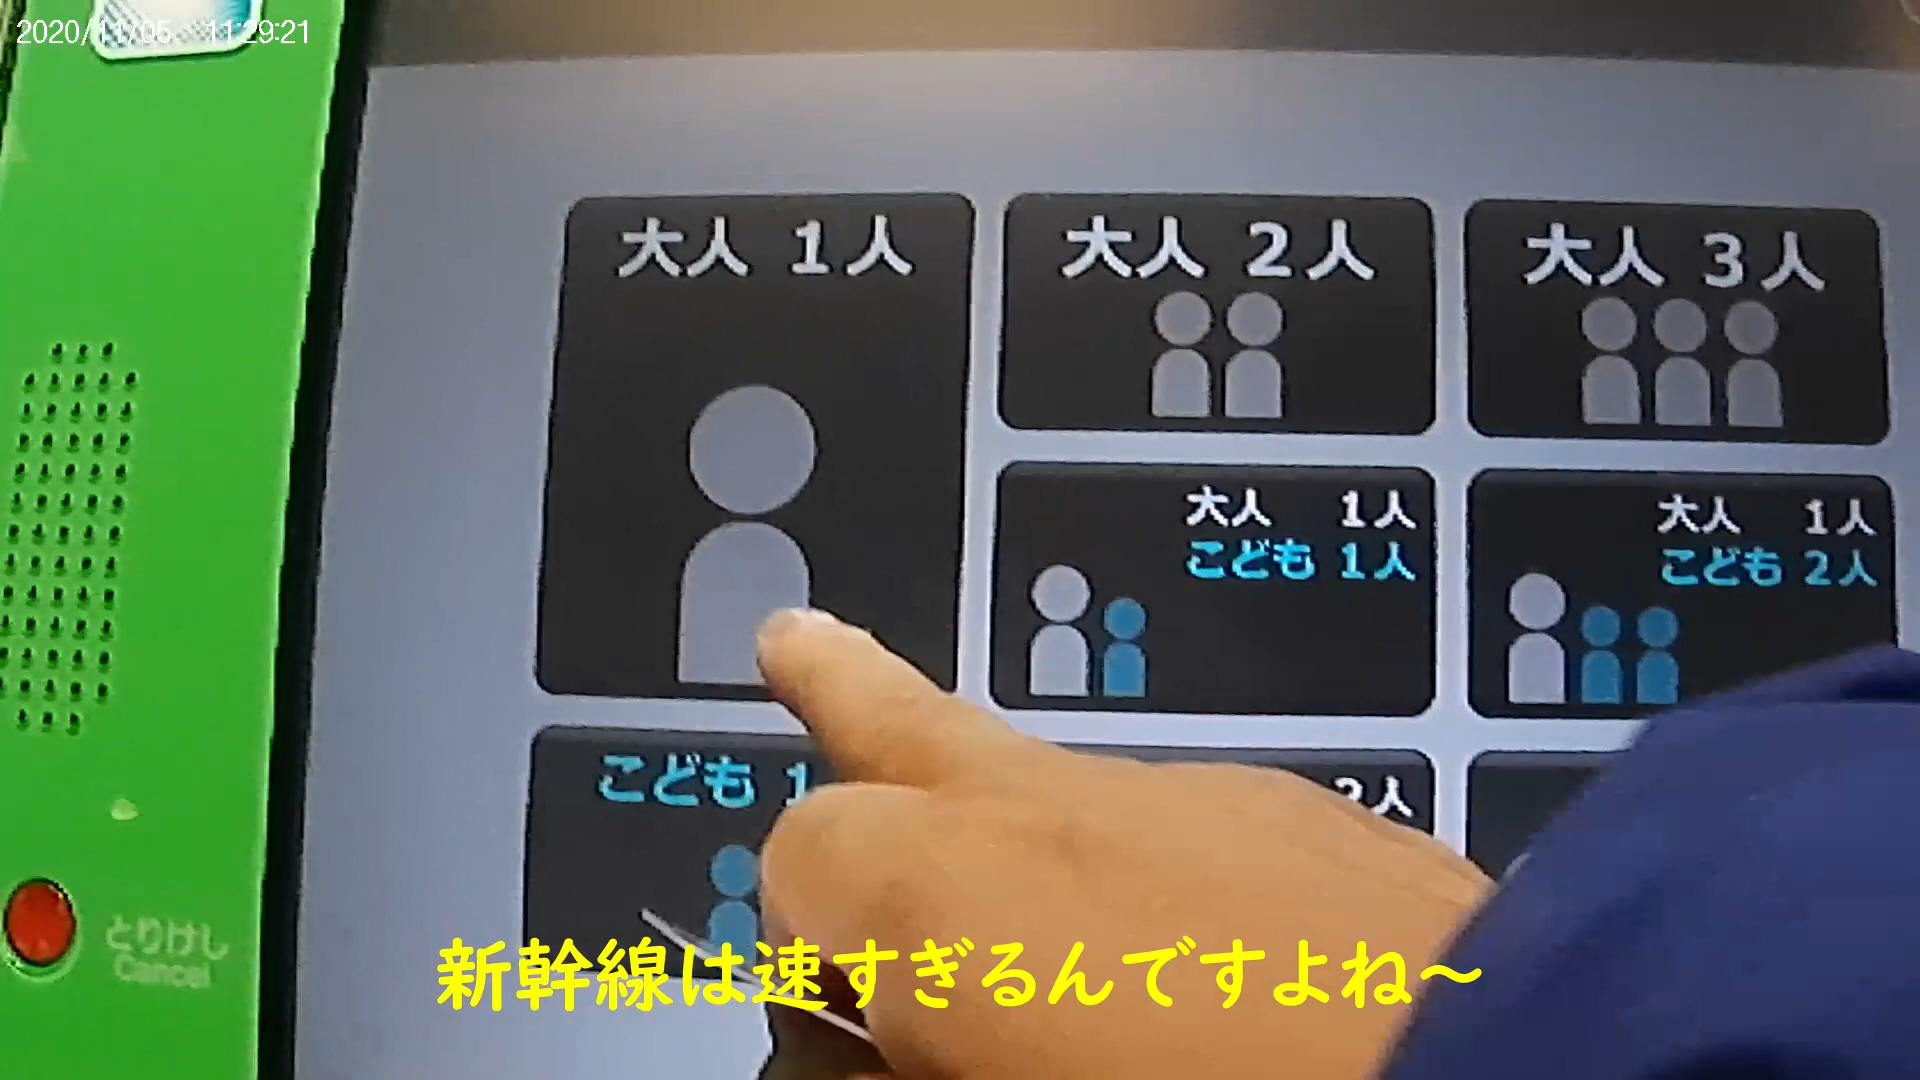 2020/11/05 11:29:21
大人 1人
大人 2人
大人 3人
大人 1人
こども 1人
大人 1人
こども 2人
こども 1
2人
とりけし
Cancel
新幹線は速すぎるんですよね～